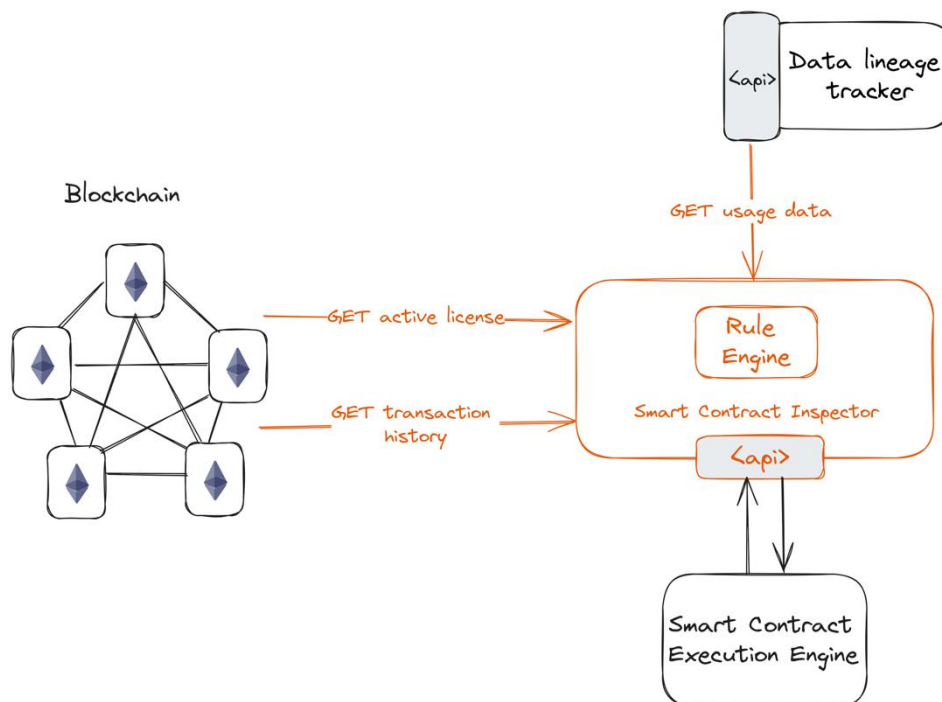 <api>
Data lineage
tracker
Blockchain
GET usage data
GET active license
Rule
Engine
GET transaction
history
Smart Contract Inspector
<api>
Smart Contract
Execution Engine